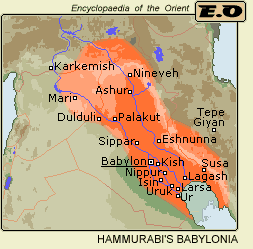 Encyclopaedia of the Orient E.O
Karkemish
Nineveh
Ashur
Mari
Tepe
Giyan
Dulduli Palakut
Eshnunna
Sippar
Babylon Kish
Susa
Nippur
Lagash
Isin
Larsa
Uruk
Ur
HAMMURABI'S BABYLONIA